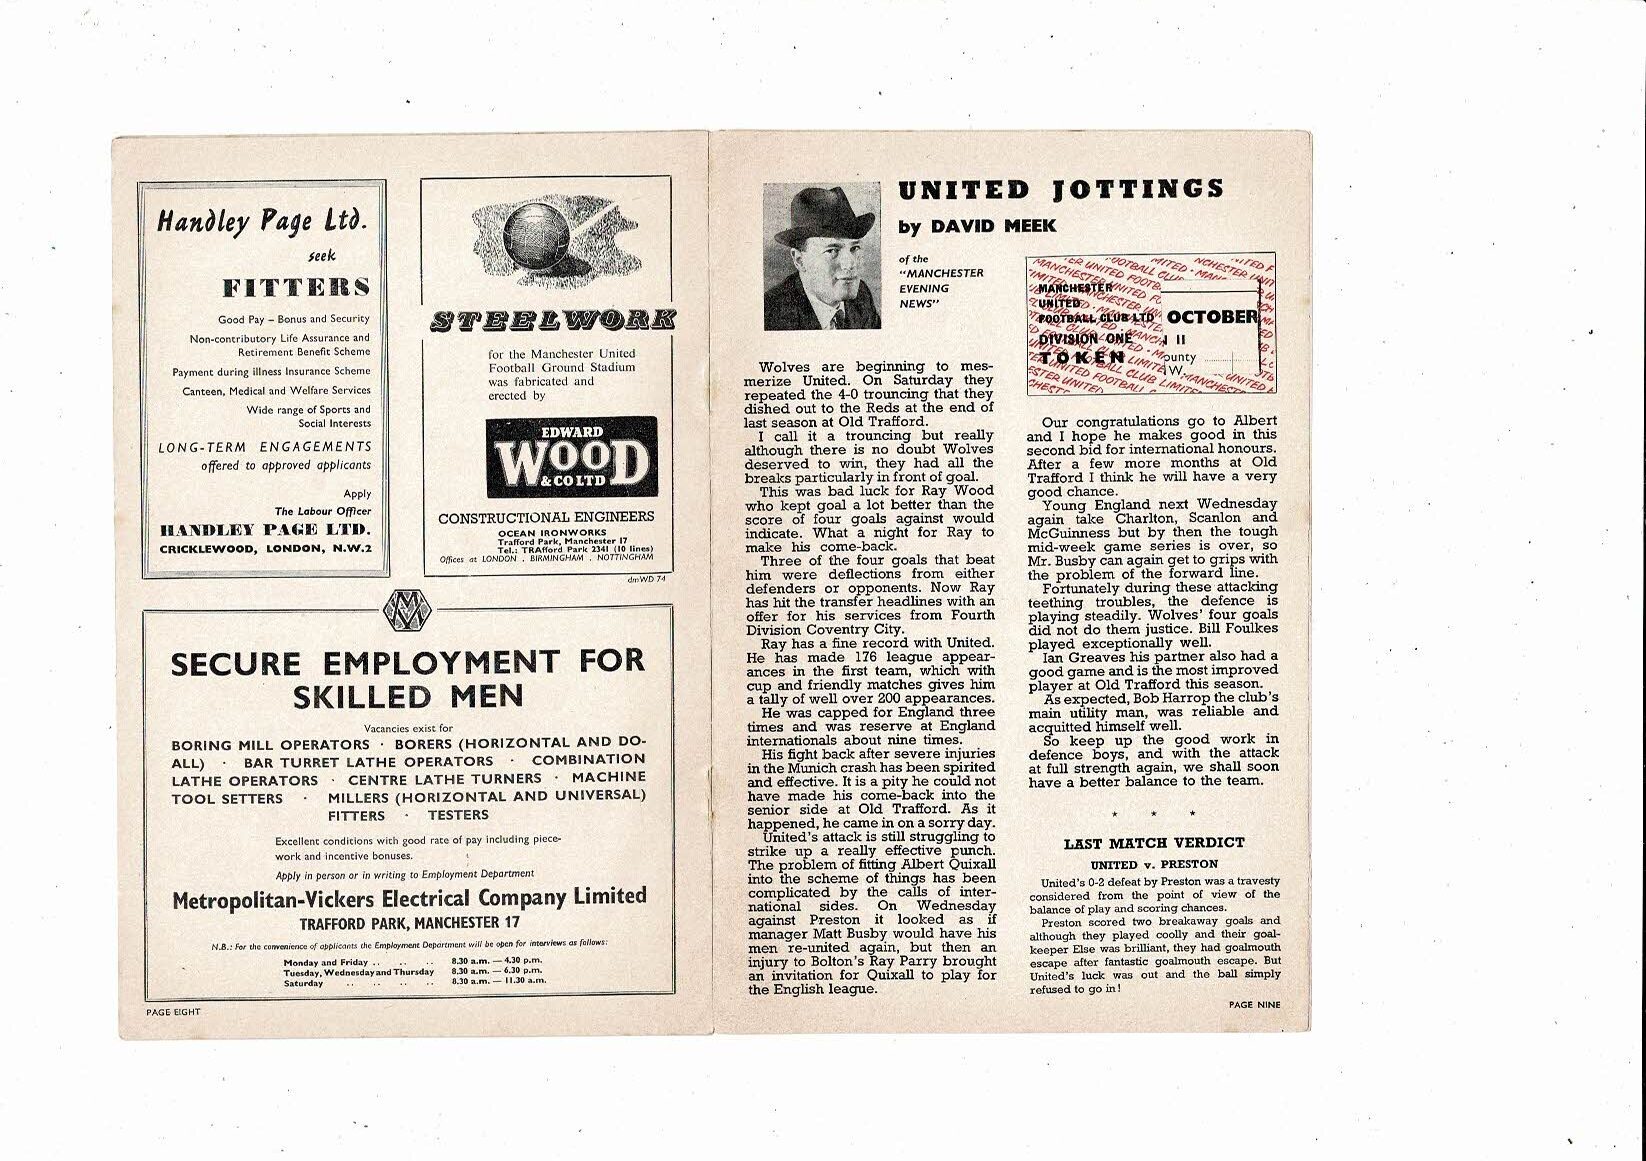 Handley Page Ltd.
seek
FITTERS
Good Pay – Bonus and Security
Non-contributory Life Assurance and
Retirement Benefit Scheme
Payment during illness Insurance Scheme
Canteen, Medical and Welfare Services
Wide range of Sports and
Social Interests
LONG-TERM ENGAGEMENTS
offered to approved applicants
Apply
The Labour Officer
HANDLEY PAGE LTD.
CRICKLEWOOD, LONDON, N.W.2
STEELWORK
for the Manchester United
Football Ground Stadium
was fabricated and
erected by
EDWARD
WOOD
& CO LTD
CONSTRUCTIONAL ENGINEERS
OCEAN IRONWORKS
Trafford Park, Manchester 17
Tel.: TRAfford Park 2341 (10 lines)
Offices at LONDON . BIRMINGHAM . NOTTINGHAM
dmWD 74
MV
SECURE EMPLOYMENT FOR
SKILLED MEN
Vacancies exist for
BORING MILL OPERATORS · BORERS (HORIZONTAL AND DO-
ALL) · BAR TURRET LATHE OPERATORS · COMBINATION
LATHE OPERATORS · CENTRE LATHE TURNERS · MACHINE
TOOL SETTERS · MILLERS (HORIZONTAL AND UNIVERSAL)
FITTERS · TESTERS
Excellent conditions with good rate of pay including piece-
work and incentive bonuses.
Apply in person or in writing to Employment Department
Metropolitan-Vickers Electrical Company Limited
TRAFFORD PARK, MANCHESTER 17
N.B.: For the convenience of applicants the Employment Department will be open for interviews as follows:
Monday and Friday .. .. .. 8.30 a.m. — 4.30 p.m.
Tuesday, Wednesday and Thursday 8.30 a.m. — 6.30 p.m.
Saturday .. .. .. .. 8.30 a.m. — 11.30 a.m.
PAGE EIGHT
UNITED JOTTINGS
by DAVID MEEK
of the
"MANCHESTER
EVENING
NEWS"
Wolves are beginning to mes-
merize United. On Saturday they
repeated the 4-0 trouncing that they
dished out to the Reds at the end of
last season at Old Trafford.
I call it a trouncing but really
although there is no doubt Wolves
deserved to win, they had all the
breaks particularly in front of goal.
This was bad luck for Ray Wood
who kept goal a lot better than the
score of four goals against would
indicate. What a night for Ray to
make his come-back.
Three of the four goals that beat
him were deflections from either
defenders or opponents. Now Ray
has hit the transfer headlines with an
offer for his services from Fourth
Division Coventry City.
Ray has a fine record with United.
He has made 176 league appear-
ances in the first team, which with
cup and friendly matches gives him
a tally of well over 200 appearances.
He was capped for England three
times and was reserve at England
internationals about nine times.
His fight back after severe injuries
in the Munich crash has been spirited
and effective. It is a pity he could not
have made his come-back into the
senior side at Old Trafford. As it
happened, he came in on a sorry day.
United's attack is still struggling to
strike up a really effective punch.
The problem of fitting Albert Quixall
into the scheme of things has been
complicated by the calls of inter-
national sides. On Wednesday
against Preston it looked as if
manager Matt Busby would have his
men re-united again, but then an
injury to Bolton's Ray Parry brought
an invitation for Quixall to play for
the English league.
MANCHESTER
UNITED
FOOTBALL CLUB LTD
DIVISION ONE
TOKEN
OCTOBER
11
ounty
W.
Our congratulations go to Albert
and I hope he makes good in this
second bid for international honours.
After a few more months at Old
Trafford I think he will have a very
good chance.
Young England next Wednesday
again take Charlton, Scanlon and
McGuinness but by then the tough
mid-week game series is over, so
Mr. Busby can again get to grips with
the problem of the forward line.
Fortunately during these attacking
teething troubles, the defence is
playing steadily. Wolves' four goals
did not do them justice. Bill Foulkes
played exceptionally well.
Ian Greaves his partner also had a
good game and is the most improved
player at Old Trafford this season.
As expected, Bob Harrop the club's
main utility man, was reliable and
acquitted himself well.
So keep up the good work in
defence boys, and with the attack
at full strength again, we shall soon
have a better balance to the team.
* * *
LAST MATCH VERDICT
UNITED v. PRESTON
United's 0-2 defeat by Preston was a travesty
considered from the point of view of the
balance of play and scoring chances.
Preston scored two breakaway goals and
although they played coolly and their goal-
keeper Else was brilliant, they had goalmouth
escape after fantastic goalmouth escape. But
United's luck was out and the ball simply
refused to go in!
PAGE NINE